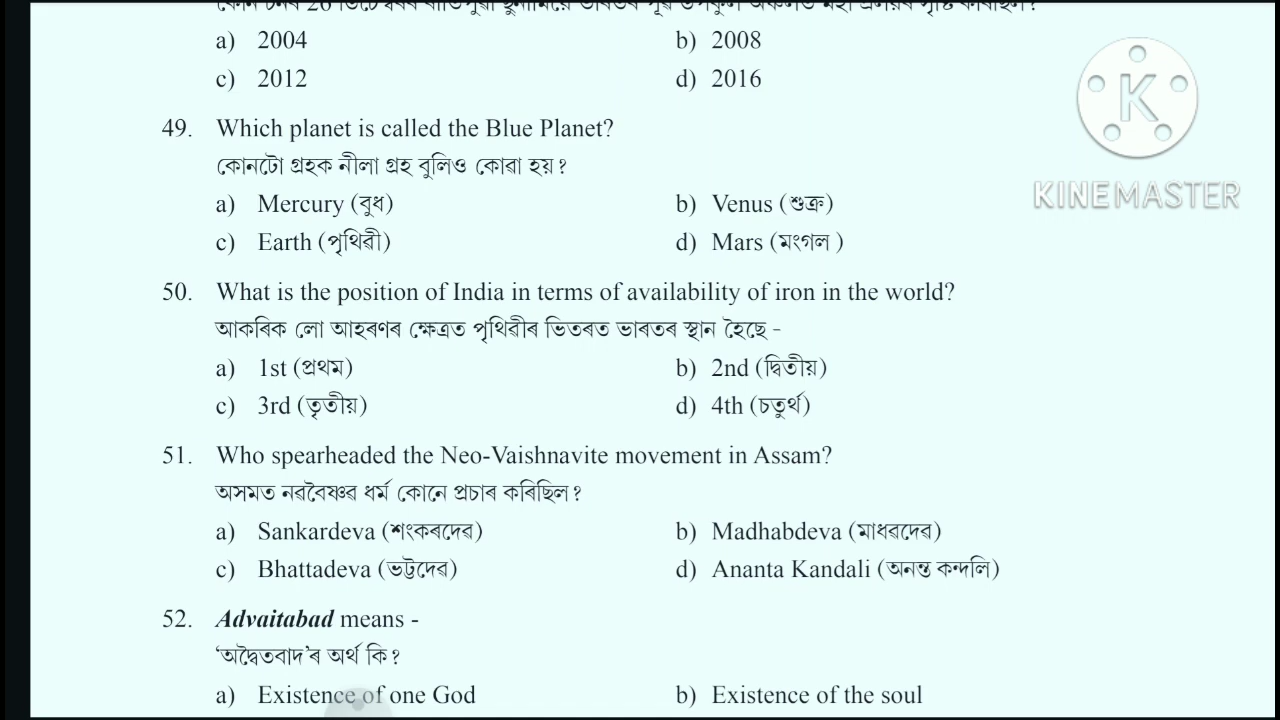 a) 2004 b) 2008
c) 2012 d) 2016
49. Which planet is called the Blue Planet?
কোনটো গ্ৰহক নীলা গ্ৰহ বুলিও কোৱা হয় ?
a) Mercury (বুধ) b) Venus (শুক্ৰ)
c) Earth (পৃথিৱী) d) Mars (মংগল )
50. What is the position of India in terms of availability of iron in the world?
আকৰিক লো আহৰণৰ ক্ষেত্ৰত পৃথিৱীৰ ভিতৰত ভাৰতৰ স্থান হৈছে -
a) 1st (প্ৰথম) b) 2nd (দ্বিতীয়)
c) 3rd (তৃতীয়) d) 4th (চতুৰ্থ)
51. Who spearheaded the Neo-Vaishnavite movement in Assam?
অসমত নৱবৈষ্ণৱ ধৰ্ম কোনে প্ৰচাৰ কৰিছিল ?
a) Sankardeva (শংকৰদেৱ) b) Madhabdeva (মাধৱদেৱ)
c) Bhattadeva (ভট্টদেৱ) d) Ananta Kandali (অনন্ত কন্দলি)
52. Advaitabad means -
‘অদ্বৈতবাদ’ৰ অৰ্থ কি ?
a) Existence of one God b) Existence of the soul
K
KINEMASTER